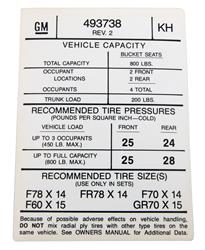 GM 493738 KH
REV. 2
VEHICLE CAPACITY
BUCKET SEATS
TOTAL CAPACITY 800 LBS.
OCCUPANT 2 FRONT
LOCATIONS 2 REAR
OCCUPANTS 4 TOTAL
TRUNK LOAD 200 LBS.
RECOMMENDED TIRE PRESSURES
(POUNDS PER SQUARE INCH—COLD)
VEHICLE LOAD FRONT REAR
UP TO 3 OCCUPANTS 25 24
(450 LB. MAX.)
UP TO FULL CAPACITY 25 28
(800 LB. MAX.)
RECOMMENDED TIRE SIZE(S)
(USE ONLY IN SETS)
F78 X 14 FR78 X 14 F70 X 14
F60 X 15 GR70 X 15
Because of possible adverse effects on vehicle handling,
DO NOT mix radial ply tires with other type tires on the
same vehicle. See OWNERS MANUAL for Additional Data.